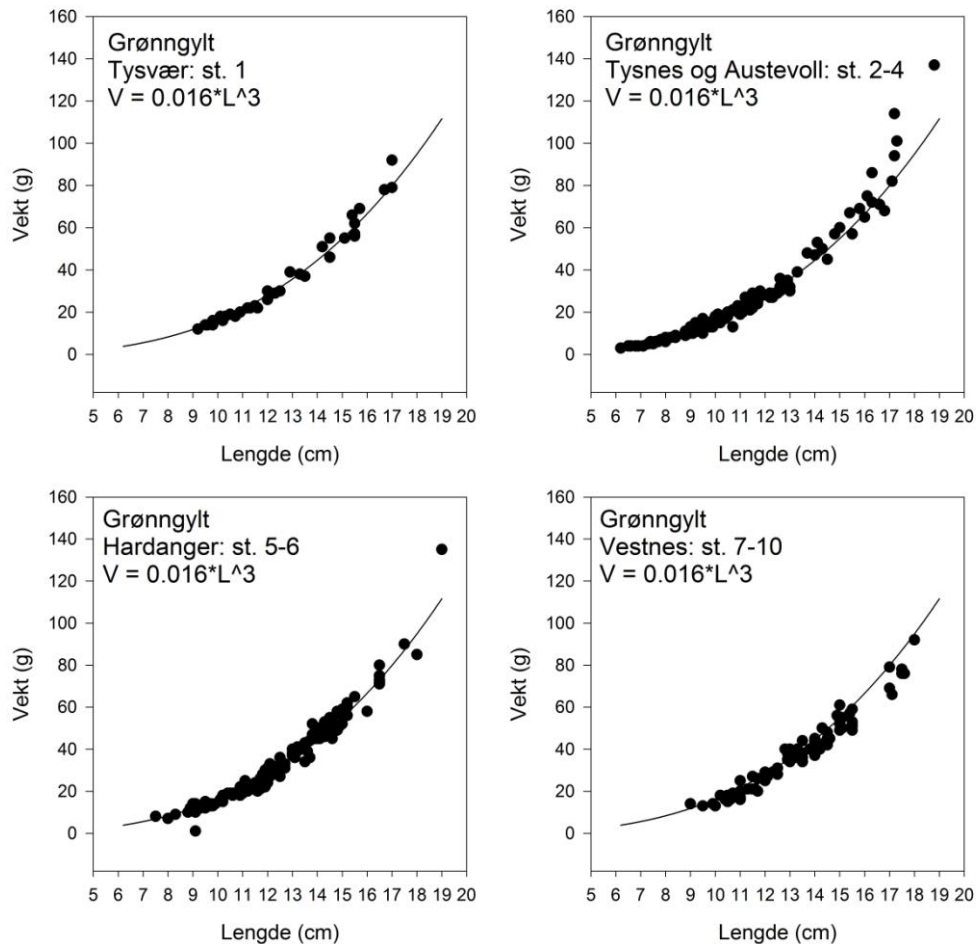 160
140
120
100
80
60
40
20
0
Vekt (g)
Grønngylt
Tysvær: st. 1
V = 0.016*L^3
5 6 7 8 9 10 11 12 13 14 15 16 17 18 19 20
Lengde (cm)
160
140
120
100
80
60
40
20
0
Vekt (g)
Grønngylt
Tysnes og Austevoll: st. 2-4
V = 0.016*L^3
5 6 7 8 9 10 11 12 13 14 15 16 17 18 19 20
Lengde (cm)
160
140
120
100
80
60
40
20
0
Vekt (g)
Grønngylt
Hardanger: st. 5-6
V = 0.016*L^3
5 6 7 8 9 10 11 12 13 14 15 16 17 18 19 20
Lengde (cm)
160
140
120
100
80
60
40
20
0
Vekt (g)
Grønngylt
Vestnes: st. 7-10
V = 0.016*L^3
5 6 7 8 9 10 11 12 13 14 15 16 17 18 19 20
Lengde (cm)